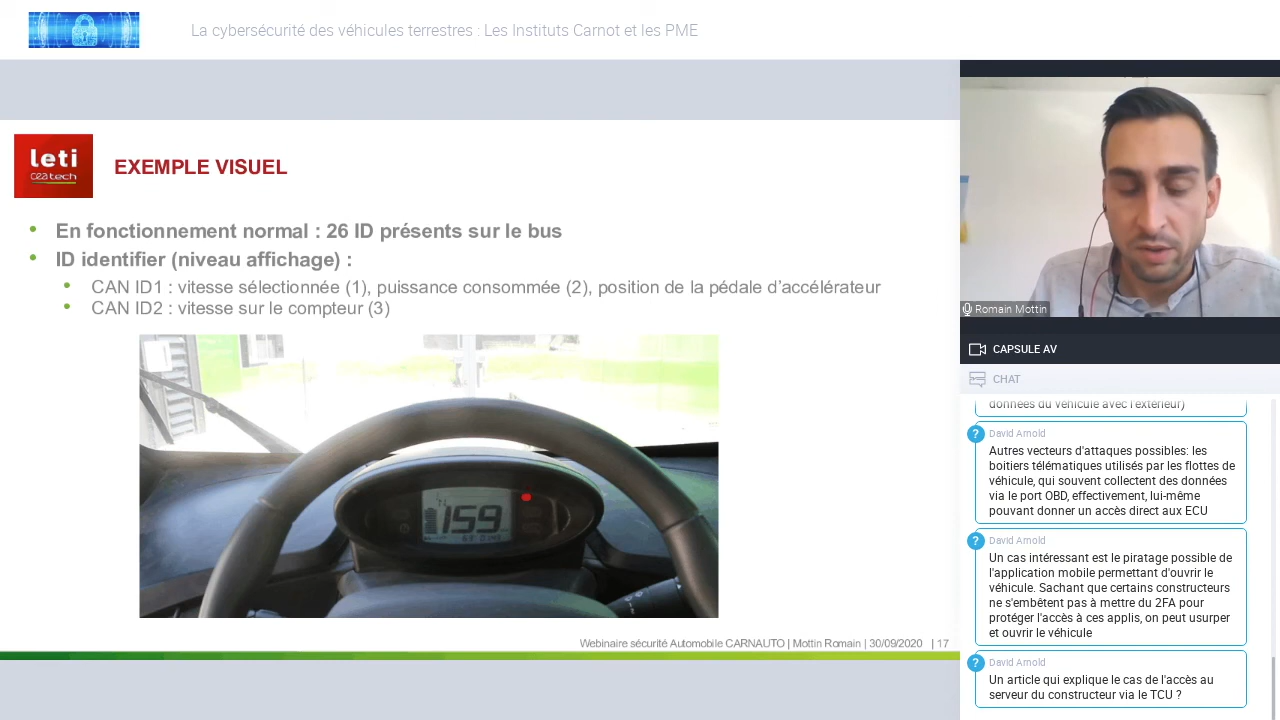 La cybersécurité des véhicules terrestres : Les Instituts Carnot et les PME
leti
ceatech
EXEMPLE VISUEL
• En fonctionnement normal : 26 ID présents sur le bus
• ID identifier (niveau affichage) :
• CAN ID1 : vitesse sélectionnée (1), puissance consommée (2), position de la pédale d'accélérateur
• CAN ID2 : vitesse sur le compteur (3)
159
Webinaire sécurité Automobile CARNAUTO | Mottin Romain | 30/09/2020 | 17
Romain Mottin
CAPSULE AV
CHAT
données du véhicule avec l'extérieur)
? David Arnold
Autres vecteurs d'attaques possibles: les
boitiers télématiques utilisés par les flottes de
véhicule, qui souvent collectent des données
via le port OBD, effectivement, lui-même
pouvant donner un accès direct aux ECU
? David Arnold
Un cas intéressant est le piratage possible de
l'application mobile permettant d'ouvrir le
véhicule. Sachant que certains constructeurs
ne s'embêtent pas à mettre du 2FA pour
protéger l'accès à ces applis, on peut usurper
et ouvrir le véhicule
? David Arnold
Un article qui explique le cas de l'accès au
serveur du constructeur via le TCU ?